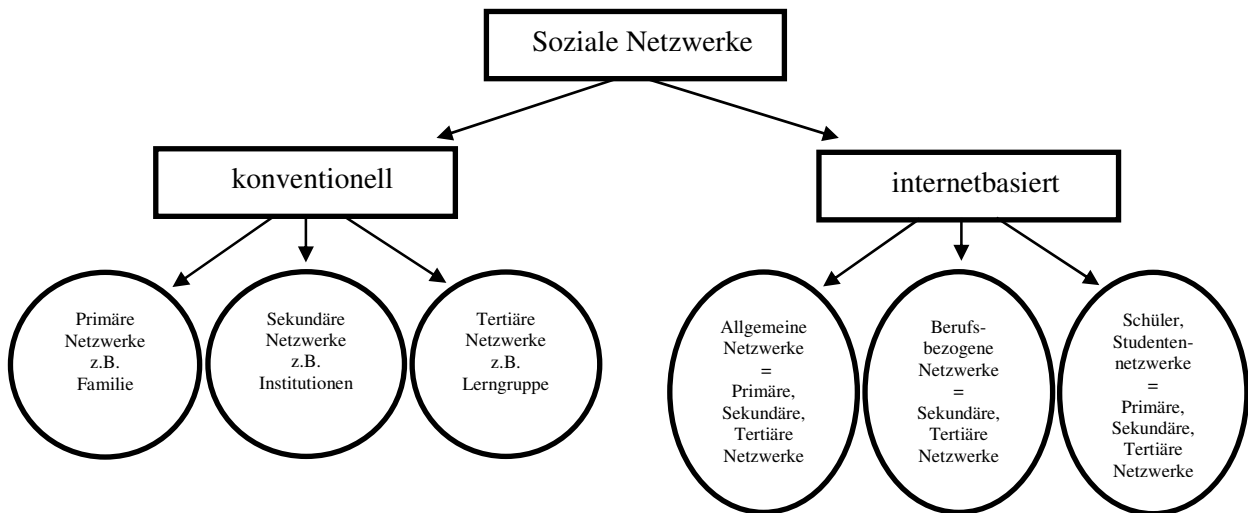 Soziale Netzwerke
konventionell
internetbasiert
Primäre
Netzwerke
z.B.
Familie
Sekundäre
Netzwerke
z.B.
Institutionen
Tertiäre
Netzwerke
z.B.
Lerngruppe
Allgemeine
Netzwerke
=
Primäre,
Sekundäre,
Tertiäre
Netzwerke
Berufs-
bezogene
Netzwerke
=
Sekundäre,
Tertiäre
Netzwerke
Schüler,
Studenten-
netzwerke
=
Primäre,
Sekundäre,
Tertiäre
Netzwerke